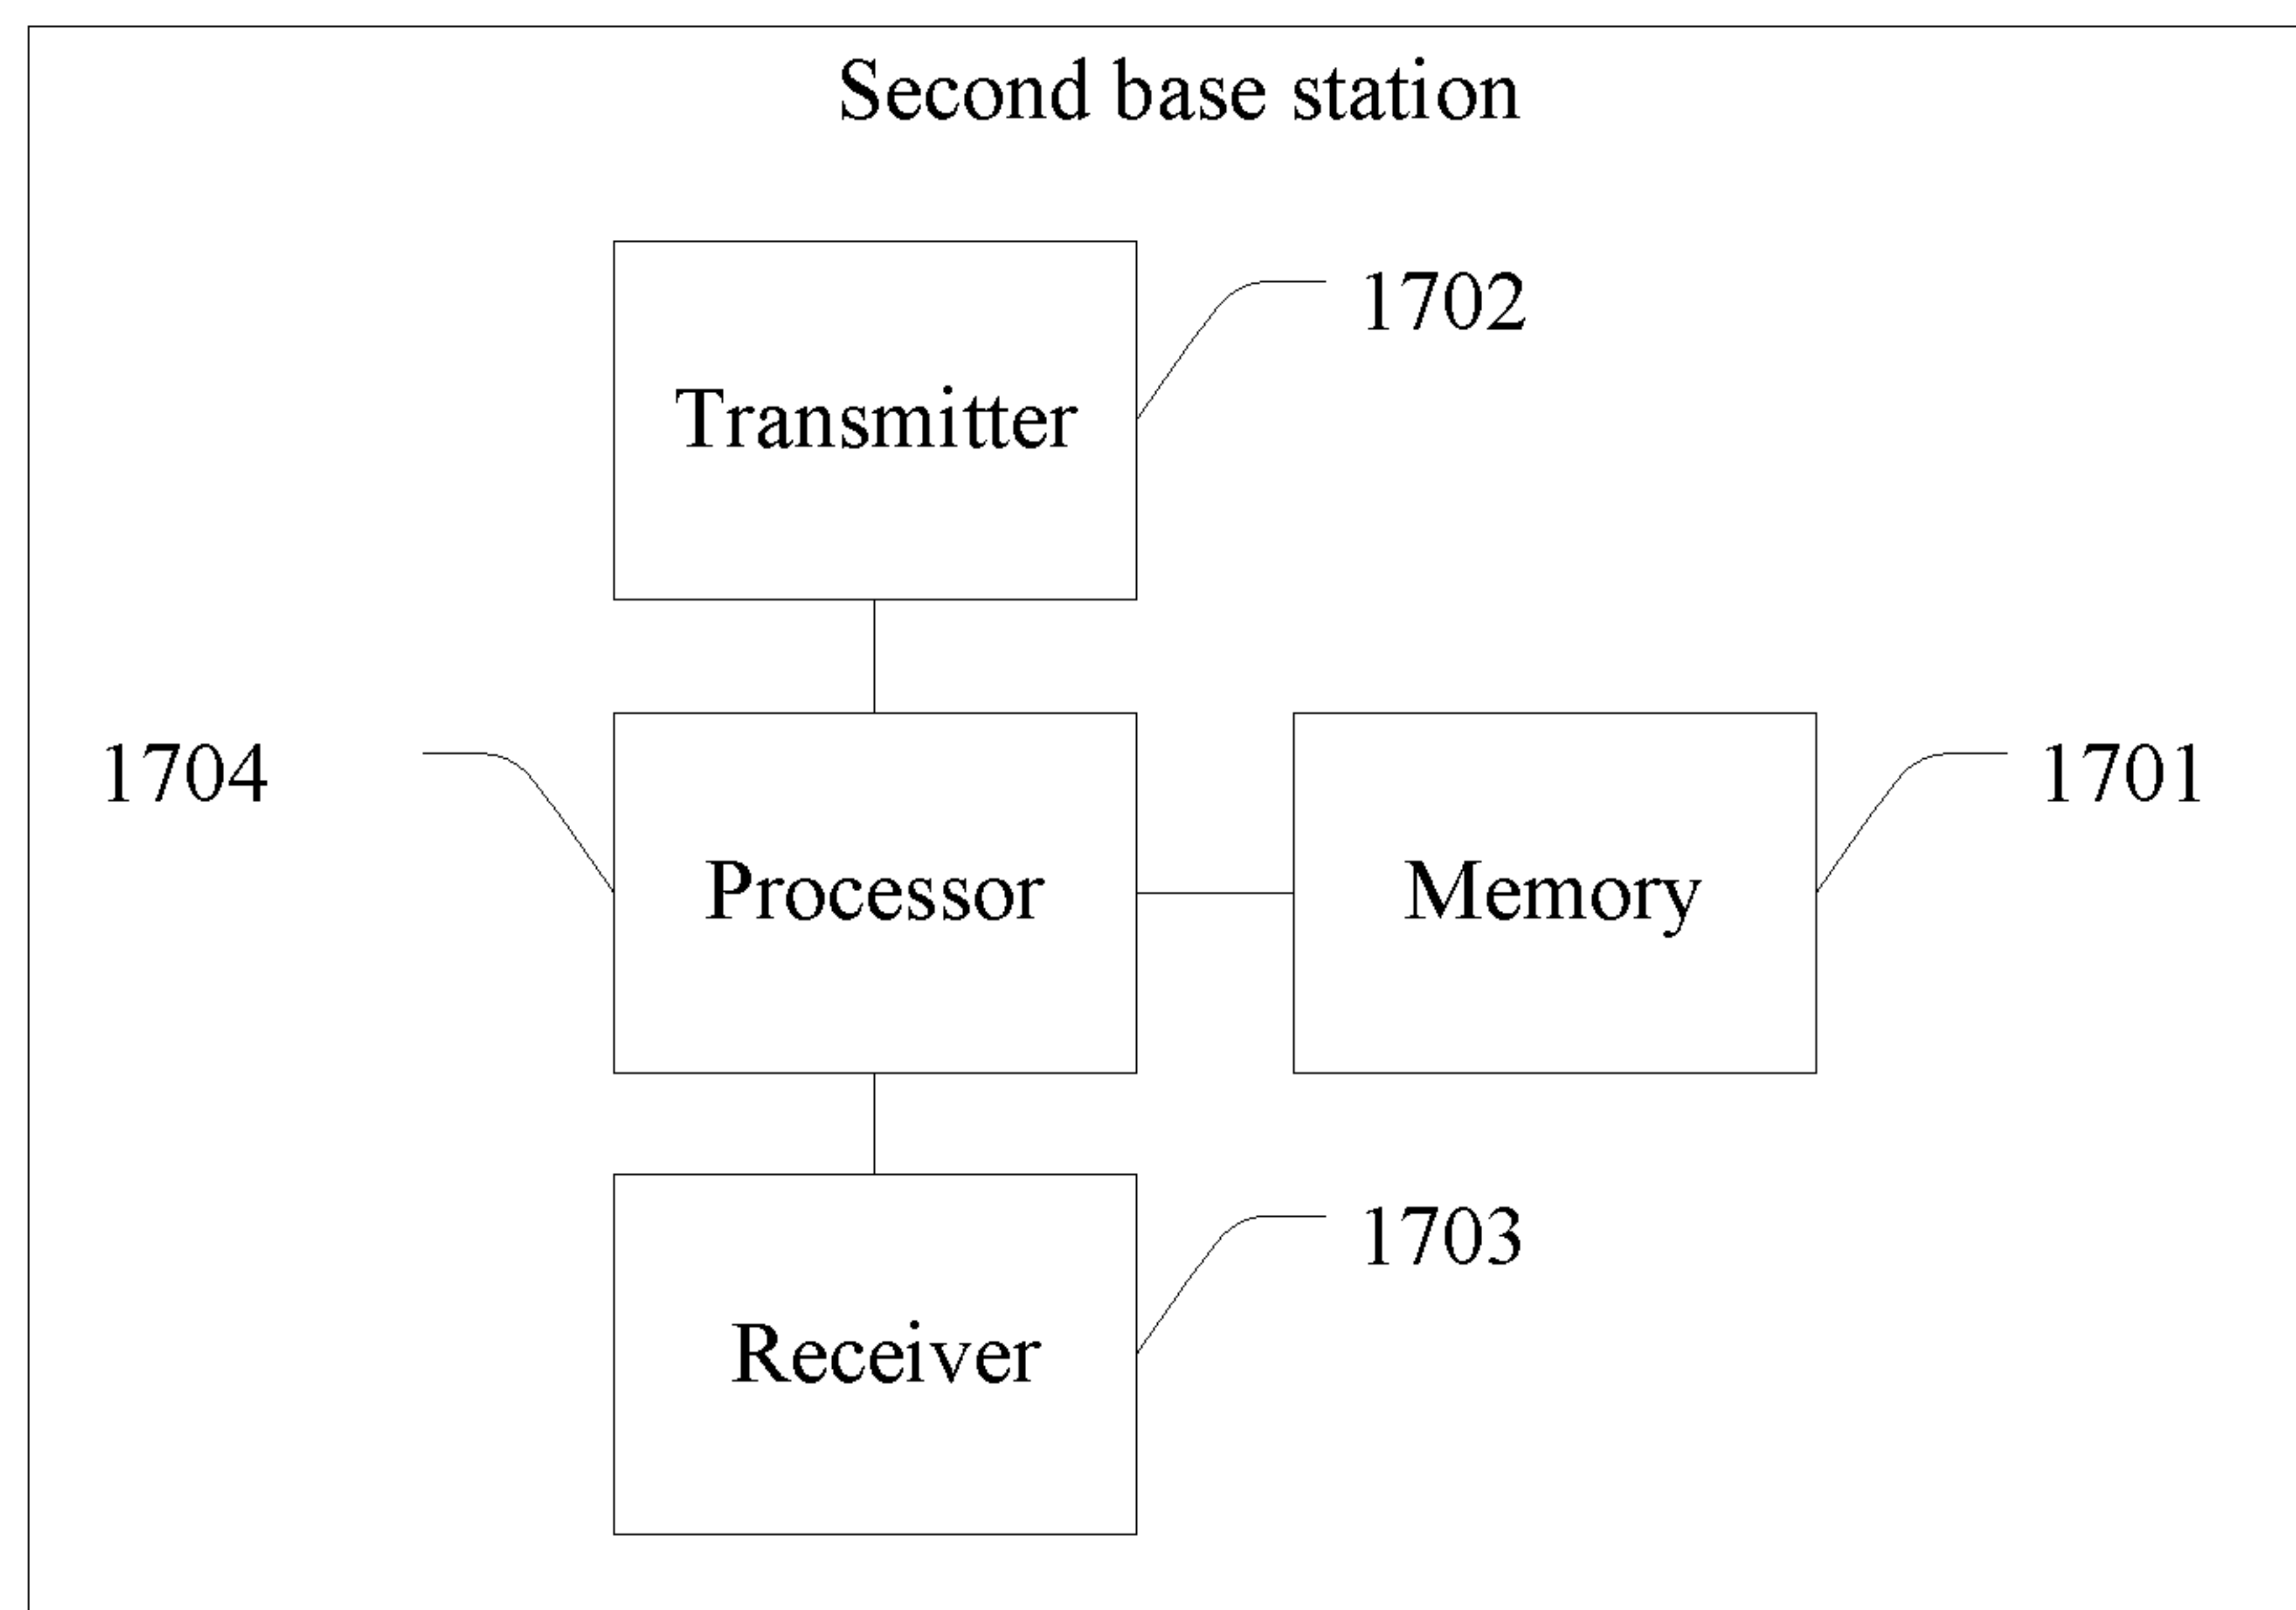 Second base station
1702
Transmitter
1704
1701
Processor
Memory
1703
Receiver